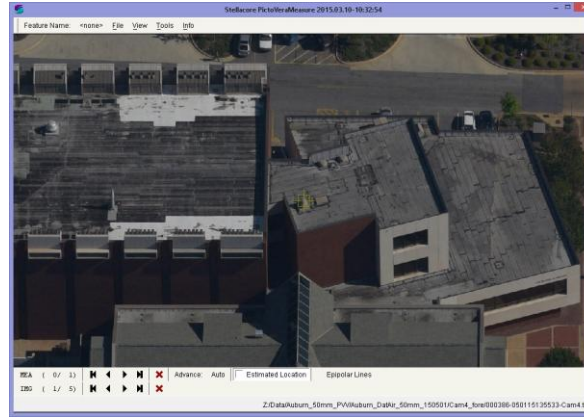 Stellacore PictoVeraMeasure 2015.03.10-10:32:54
Feature Name: <none> File View Tools Info
MEA ( 0/ 1) Advance: Auto Estimated Location Epipolar Lines
IMG ( 1/ 5)
Z:/Data/Auburn_50mm_PVV/Auburn_DatAir_50mm_150501/Cam4_fore/000386-050115135533-Cam4.t